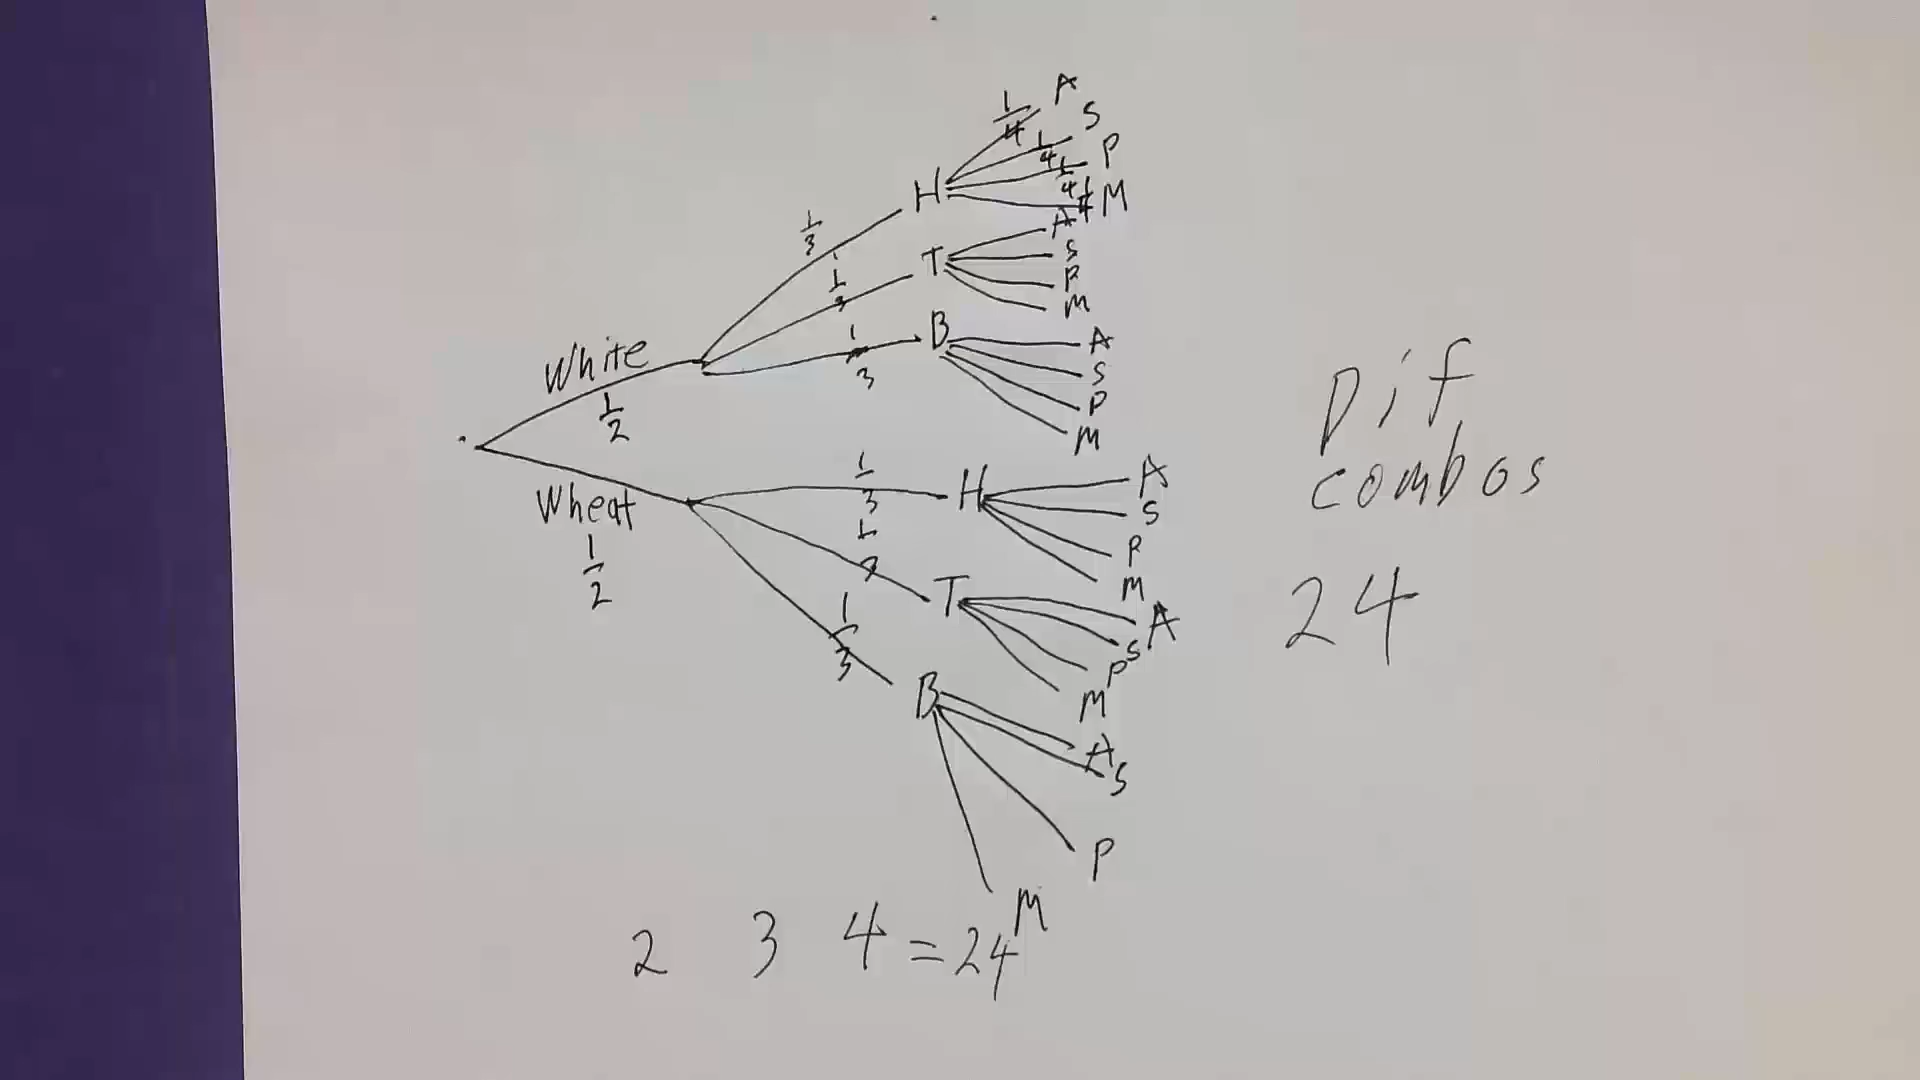 1/4 A
1/4 S
1/4 P
1/4 M
1/3 H
A
S
P
M
1/3 T
1/3 B
A
S
P
M
White
1/2
Wheat
1/2
1/3 H
A
S
P
M
1/3 T
A
S
P
M
1/3 B
A
S
P
M
Dif
combos
24
2 3 4 = 24